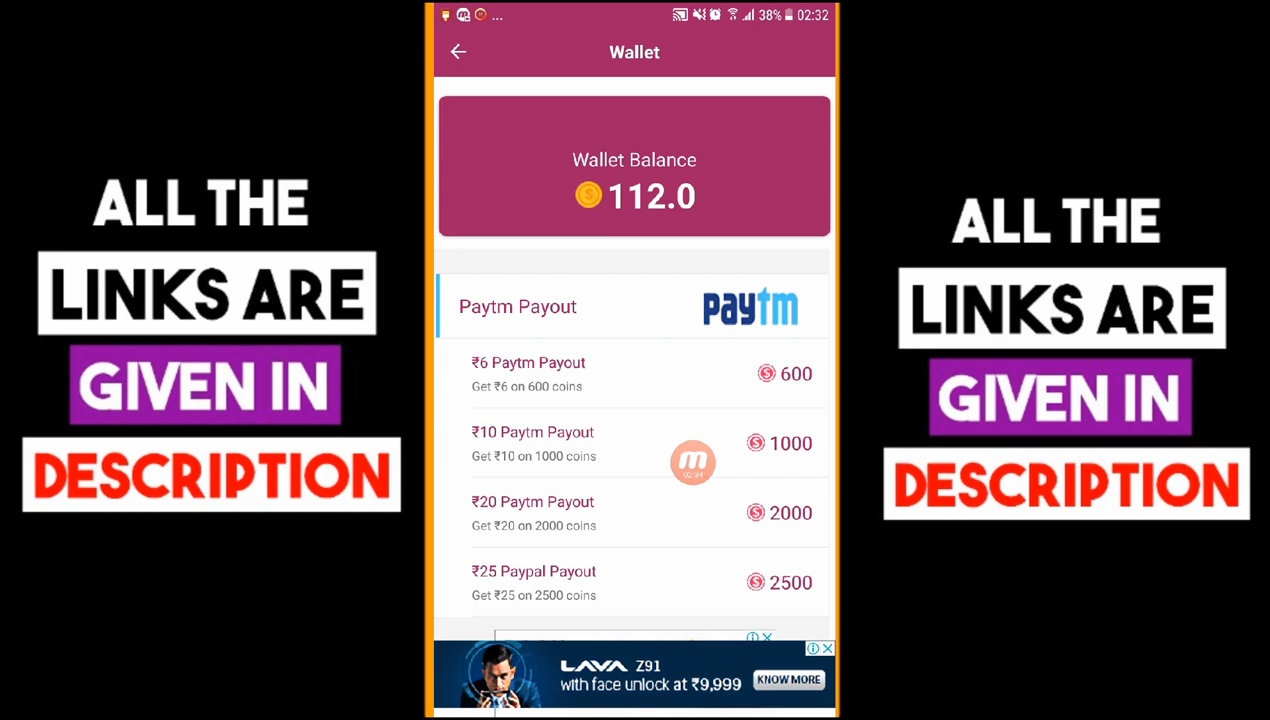 ... 38% 02:32
Wallet
Wallet Balance
112.0
Paytm Payout
paytm
₹6 Paytm Payout
600
Get ₹6 on 600 coins
₹10 Paytm Payout
1000
Get ₹10 on 1000 coins
₹20 Paytm Payout
2000
Get ₹20 on 2000 coins
₹25 Paypal Payout
2500
Get ₹25 on 2500 coins
LAVA Z91
with face unlock at ₹9,999
KNOW MORE
ALL THE
LINKS ARE
GIVEN IN
DESCRIPTION
ALL THE
LINKS ARE
GIVEN IN
DESCRIPTION